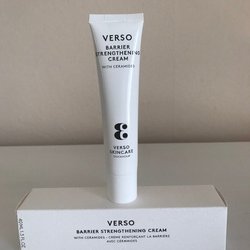 VERSO
BARRIER
STRENGTHENING
CREAM
WITH CERAMIDES
VERSO
SKINCARE
VERSO
BARRIER STRENGTHENING CREAM
WITH CERAMIDES · CRÈME RENFORÇANT LA BARRIÈRE
AVEC CÉRAMIDES